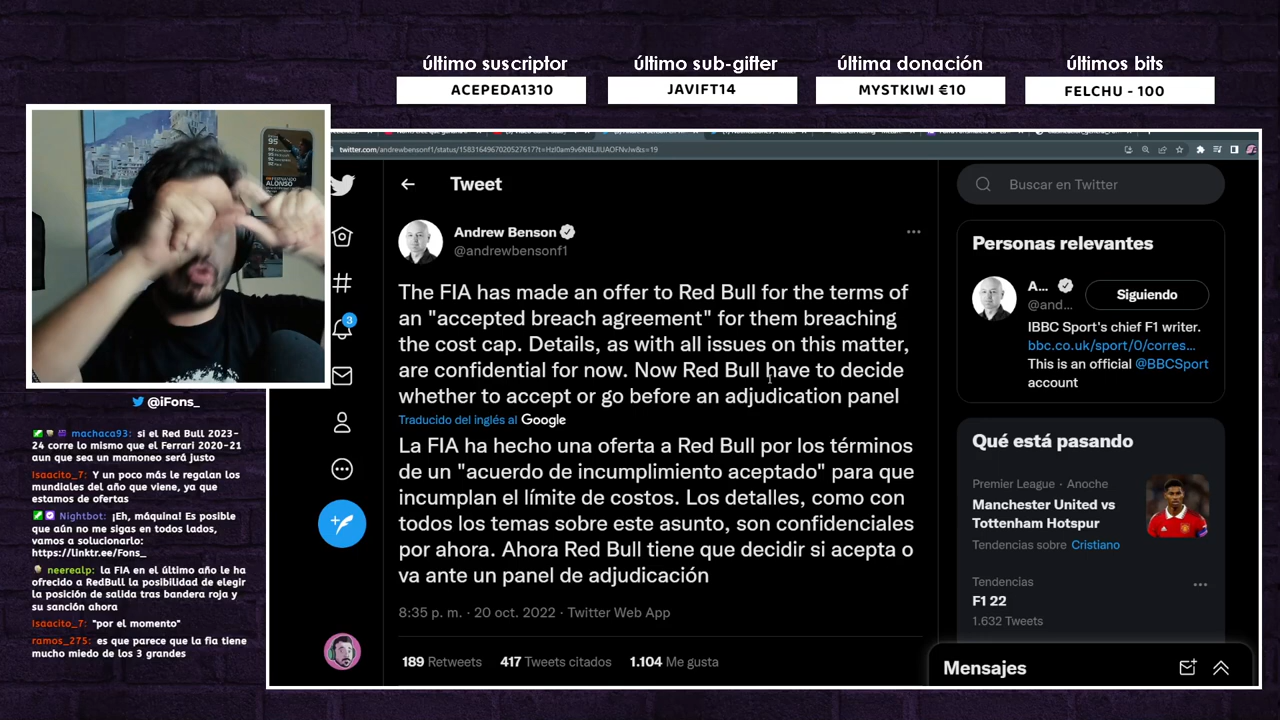 último suscriptor
ACEPEDA1310
último sub-gifter
JAVIFT14
última donación
MYSTKIWI €10
últimos bits
FELCHU - 100
95
FERNANDO
ALONSO
@iFons_
machaca93: si el Red Bull 2023-
24 corre lo mismo que el Ferrari 2020-21
aun que sea un mamoneo será justo
Isaacito_7: Y un poco más le regalan los
mundiales del año que viene, ya que
estamos de ofertas
Nightbot: ¡Eh, máquina! Es posible
que aún no me sigas en todos lados,
vamos a solucionarlo:
https://linktr.ee/Fons_
neerealp: la FIA en el último año le ha
ofrecido a RedBull la posibilidad de elegir
la posición de salida tras bandera roja y
su sanción ahora
Isaacito_7: "por el momento"
ramos_275: es que parece que la fia tiene
mucho miedo de los 3 grandes
3
Tweet
Andrew Benson
@andrewbensonf1
The FIA has made an offer to Red Bull for the terms of
an "accepted breach agreement" for them breaching
the cost cap. Details, as with all issues on this matter,
are confidential for now. Now Red Bull have to decide
whether to accept or go before an adjudication panel
Traducido del inglés al Google
La FIA ha hecho una oferta a Red Bull por los términos
de un "acuerdo de incumplimiento aceptado" para que
incumplan el límite de costos. Los detalles, como con
todos los temas sobre este asunto, son confidenciales
por ahora. Ahora Red Bull tiene que decidir si acepta o
va ante un panel de adjudicación
8:35 p. m. · 20 oct. 2022 · Twitter Web App
189 Retweets 417 Tweets citados 1.104 Me gusta
Buscar en Twitter
Personas relevantes
A...
@and...
Siguiendo
IBBC Sport's chief F1 writer.
bbc.co.uk/sport/0/corres...
This is an official @BBCSport
account
Qué está pasando
Premier League · Anoche
Manchester United vs
Tottenham Hotspur
Tendencias sobre Cristiano
Tendencias
F1 22
1.632 Tweets
Mensajes